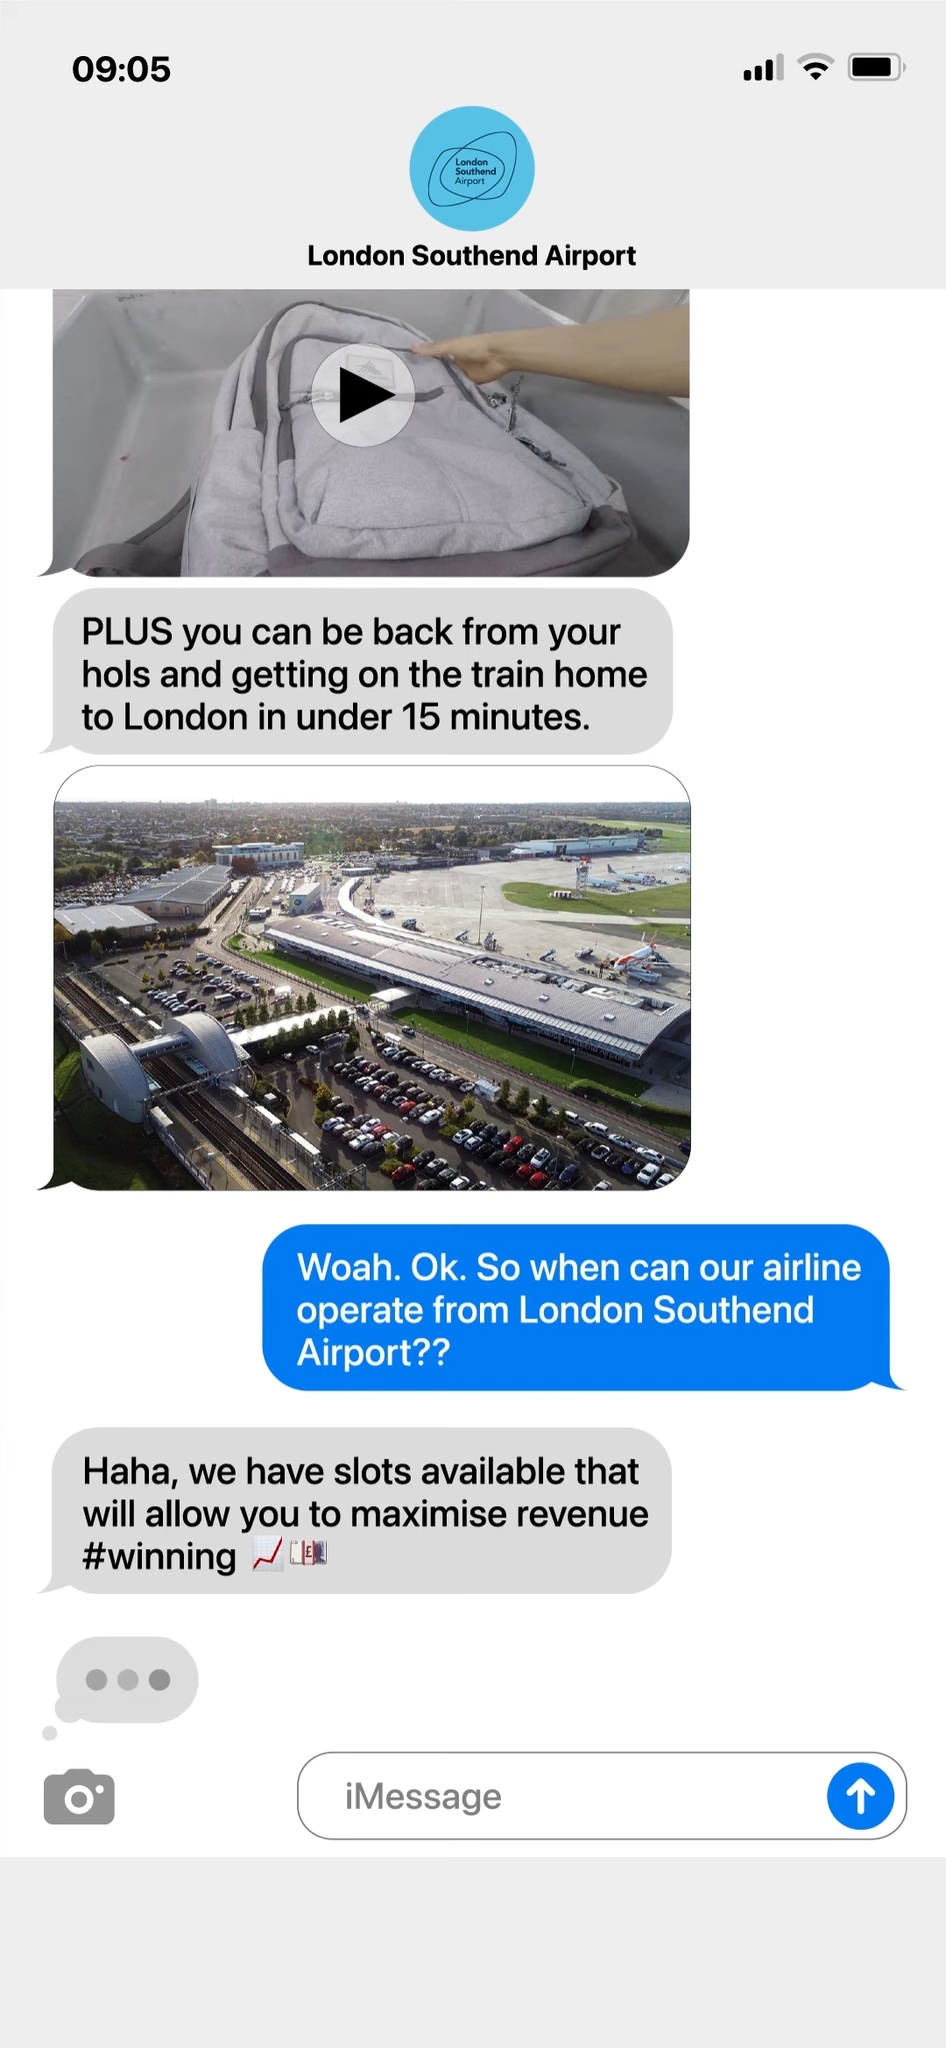 09:05
London
Southend
Airport
London Southend Airport
PLUS you can be back from your
hols and getting on the train home
to London in under 15 minutes.
Woah. Ok. So when can our airline
operate from London Southend
Airport??
Haha, we have slots available that
will allow you to maximise revenue
#winning 📈💷
iMessage